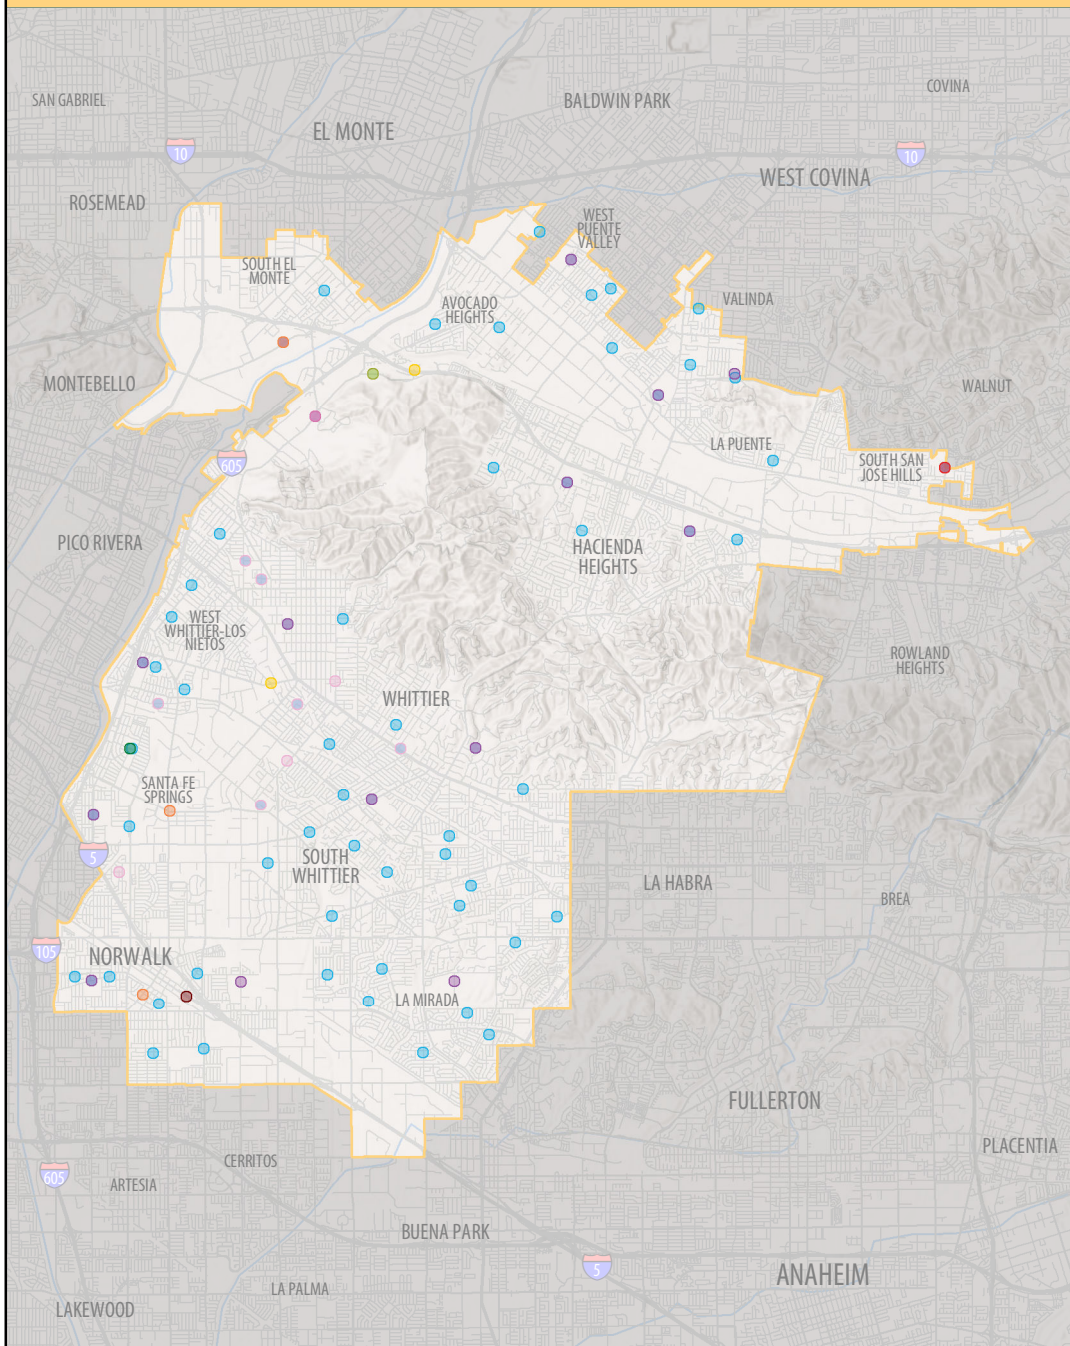 COVINA
SAN GABRIEL
BALDWIN PARK
EL MONTE
10
10
WEST COVINA
ROSEMEAD
WEST
PUENTE
VALLEY
SOUTH EL
MONTE
AVOCADO
HEIGHTS
VALINDA
MONTEBELLO
WALNUT
LA PUENTE
605
SOUTH SAN
JOSE HILLS
PICO RIVERA
HACIENDA
HEIGHTS
WEST
WHITTIER-LOS
NIETOS
ROWLAND
HEIGHTS
WHITTIER
SANTA FE
SPRINGS
5
SOUTH
WHITTIER
LA HABRA
BREA
105
NORWALK
LA MIRADA
FULLERTON
PLACENTIA
CERRITOS
605
ARTESIA
BUENA PARK
5
ANAHEIM
LA PALMA
LAKEWOOD